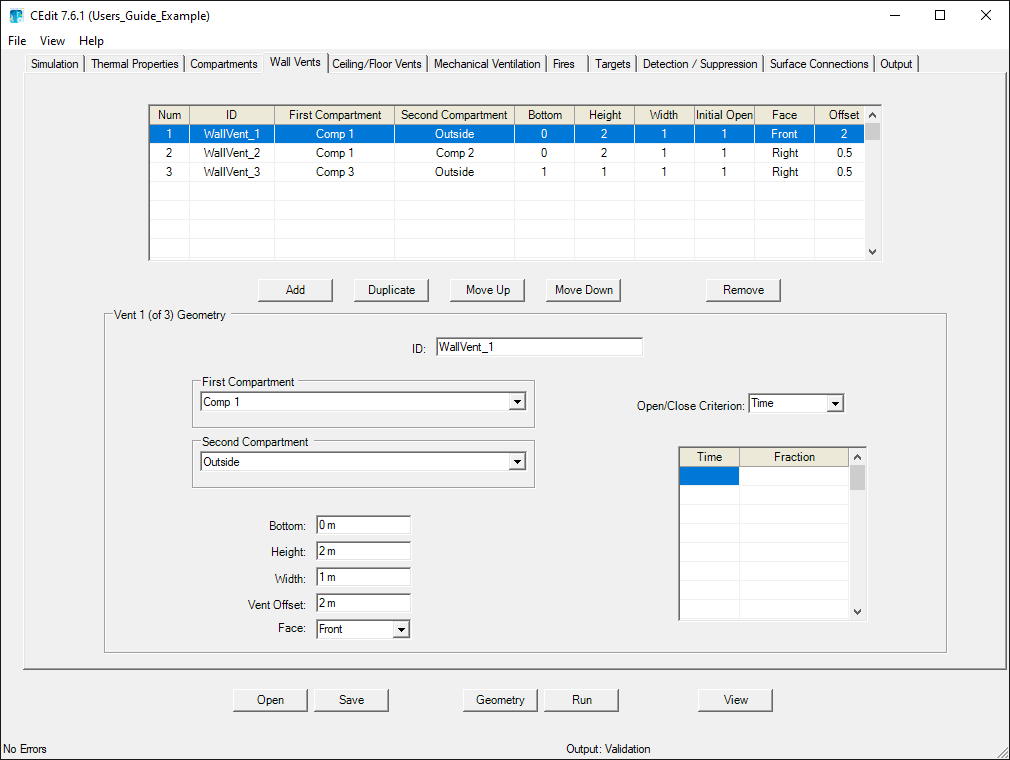 CEdit 7.6.1 (Users_Guide_Example)
File View Help
Simulation Thermal Properties Compartments Wall Vents Ceiling/Floor Vents Mechanical Ventilation Fires Targets Detection / Suppression Surface Connections Output
Num ID First Compartment Second Compartment Bottom Height Width Initial Open Face Offset
1 WallVent_1 Comp 1 Outside 0 2 1 1 Front 2
2 WallVent_2 Comp 1 Comp 2 0 2 1 1 Right 0.5
3 WallVent_3 Comp 3 Outside 1 1 1 1 Right 0.5
Add Duplicate Move Up Move Down Remove
Vent 1 (of 3) Geometry
ID: WallVent_1
First Compartment
Comp 1
Open/Close Criterion: Time
Second Compartment
Outside
Time Fraction
Bottom: 0 m
Height: 2 m
Width: 1 m
Vent Offset: 2 m
Face: Front
Open Save Geometry Run View
No Errors Output: Validation